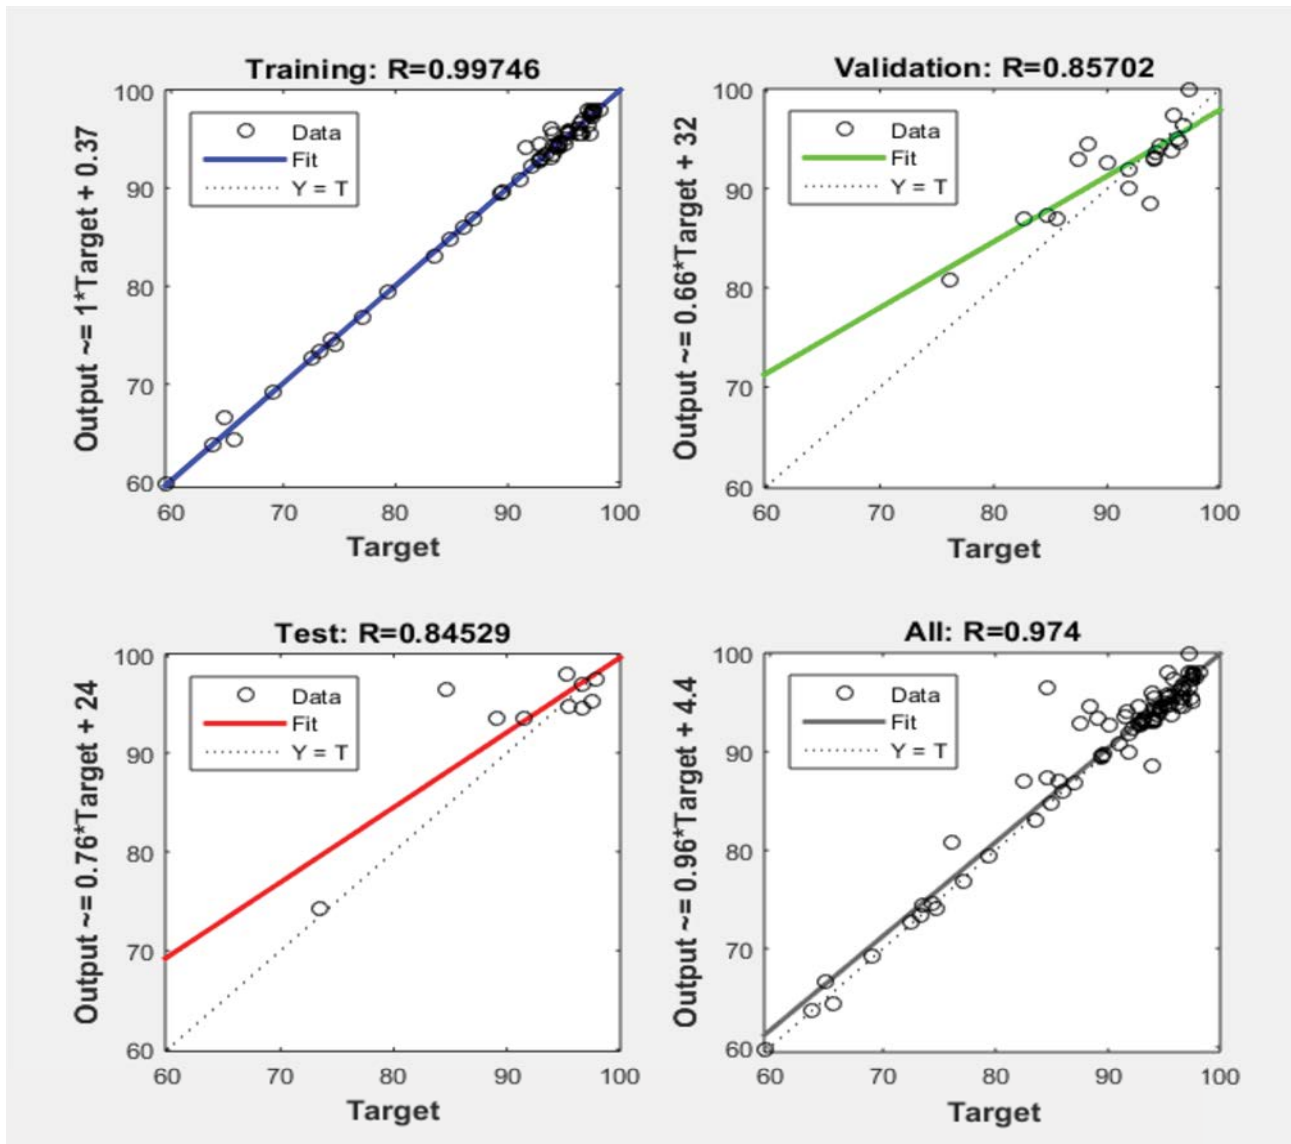 Training: R=0.99746
Output ~= 1*Target + 0.37
100
90
80
70
60
Data
Fit
Y = T
60 70 80 90 100
Target
Validation: R=0.85702
Output ~= 0.66*Target + 32
100
90
80
70
60
Data
Fit
Y = T
60 70 80 90 100
Target
Test: R=0.84529
Output ~= 0.76*Target + 24
100
90
80
70
60
Data
Fit
Y = T
60 70 80 90 100
Target
All: R=0.974
Output ~= 0.96*Target + 4.4
100
90
80
70
60
Data
Fit
Y = T
60 70 80 90 100
Target